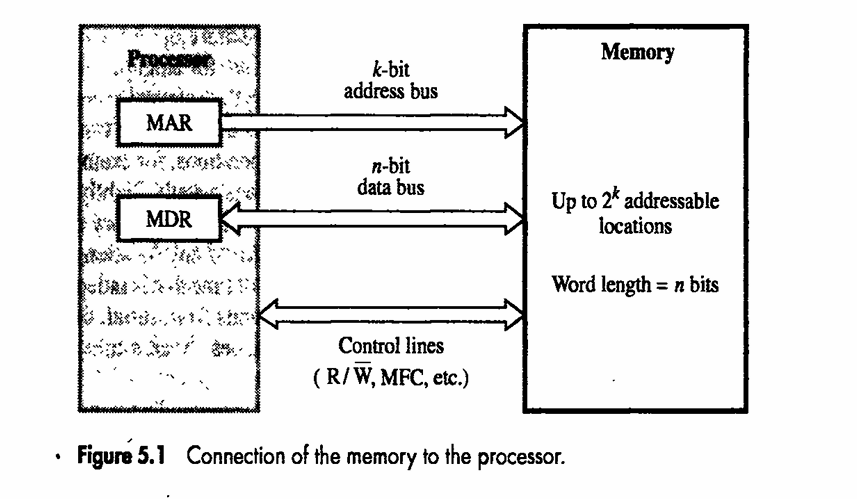 Processor
Memory
k-bit
address bus
MAR
n-bit
data bus
MDR
Up to 2^k addressable
locations
Word length = n bits
Control lines
( R/W̅, MFC, etc.)
Figure 5.1 Connection of the memory to the processor.